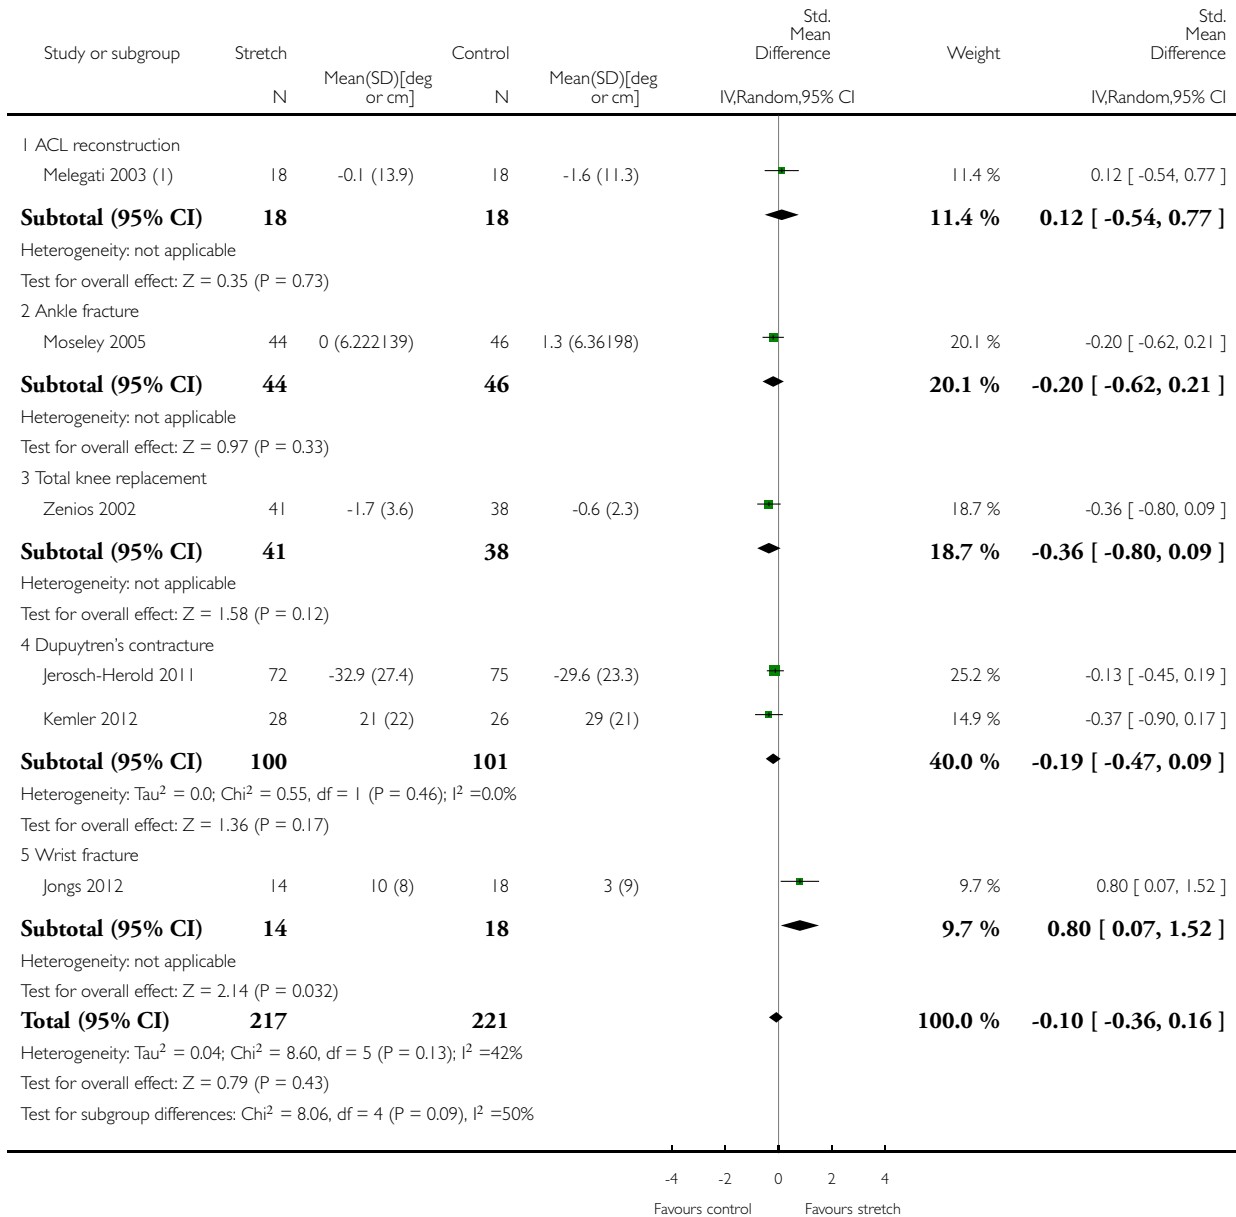 Study or subgroup Stretch Control Std. Mean Difference Weight Std. Mean Difference
N Mean(SD)[deg or cm] N Mean(SD)[deg or cm] IV,Random,95% CI IV,Random,95% CI
1 ACL reconstruction
Melegati 2003 (1) 18 -0.1 (13.9) 18 -1.6 (11.3) 11.4 % 0.12 [ -0.54, 0.77 ]
Subtotal (95% CI) 18 18 11.4 % 0.12 [ -0.54, 0.77 ]
Heterogeneity: not applicable
Test for overall effect: Z = 0.35 (P = 0.73)
2 Ankle fracture
Moseley 2005 44 0 (6.222139) 46 1.3 (6.36198) 20.1 % -0.20 [ -0.62, 0.21 ]
Subtotal (95% CI) 44 46 20.1 % -0.20 [ -0.62, 0.21 ]
Heterogeneity: not applicable
Test for overall effect: Z = 0.97 (P = 0.33)
3 Total knee replacement
Zenios 2002 41 -1.7 (3.6) 38 -0.6 (2.3) 18.7 % -0.36 [ -0.80, 0.09 ]
Subtotal (95% CI) 41 38 18.7 % -0.36 [ -0.80, 0.09 ]
Heterogeneity: not applicable
Test for overall effect: Z = 1.58 (P = 0.12)
4 Dupuytren's contracture
Jerosch-Herold 2011 72 -32.9 (27.4) 75 -29.6 (23.3) 25.2 % -0.13 [ -0.45, 0.19 ]
Kemler 2012 28 21 (22) 26 29 (21) 14.9 % -0.37 [ -0.90, 0.17 ]
Subtotal (95% CI) 100 101 40.0 % -0.19 [ -0.47, 0.09 ]
Heterogeneity: Tau² = 0.0; Chi² = 0.55, df = 1 (P = 0.46); I² =0.0%
Test for overall effect: Z = 1.36 (P = 0.17)
5 Wrist fracture
Jongs 2012 14 10 (8) 18 3 (9) 9.7 % 0.80 [ 0.07, 1.52 ]
Subtotal (95% CI) 14 18 9.7 % 0.80 [ 0.07, 1.52 ]
Heterogeneity: not applicable
Test for overall effect: Z = 2.14 (P = 0.032)
Total (95% CI) 217 221 100.0 % -0.10 [ -0.36, 0.16 ]
Heterogeneity: Tau² = 0.04; Chi² = 8.60, df = 5 (P = 0.13); I² =42%
Test for overall effect: Z = 0.79 (P = 0.43)
Test for subgroup differences: Chi² = 8.06, df = 4 (P = 0.09), I² =50%
-4 -2 0 2 4
Favours control Favours stretch